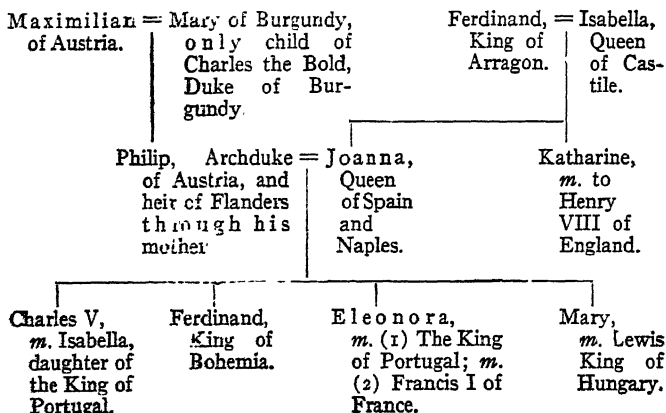 Maximilian = Mary of Burgundy,
of Austria. only child of
Charles the Bold,
Duke of Bur-
gundy.
Ferdinand, = Isabella,
King of Queen
Arragon. of Cas-
tile.
Philip, Archduke = Joanna,
of Austria, and Queen
heir of Flanders of Spain
through his and
mother Naples.
Katharine,
m. to
Henry
VIII of
England.
Charles V,
m. Isabella,
daughter of
the King of
Portugal.
Ferdinand,
King of
Bohemia.
Eleonora,
m. (1) The King
of Portugal; m.
(2) Francis I of
France.
Mary,
m. Lewis
King of
Hungary.